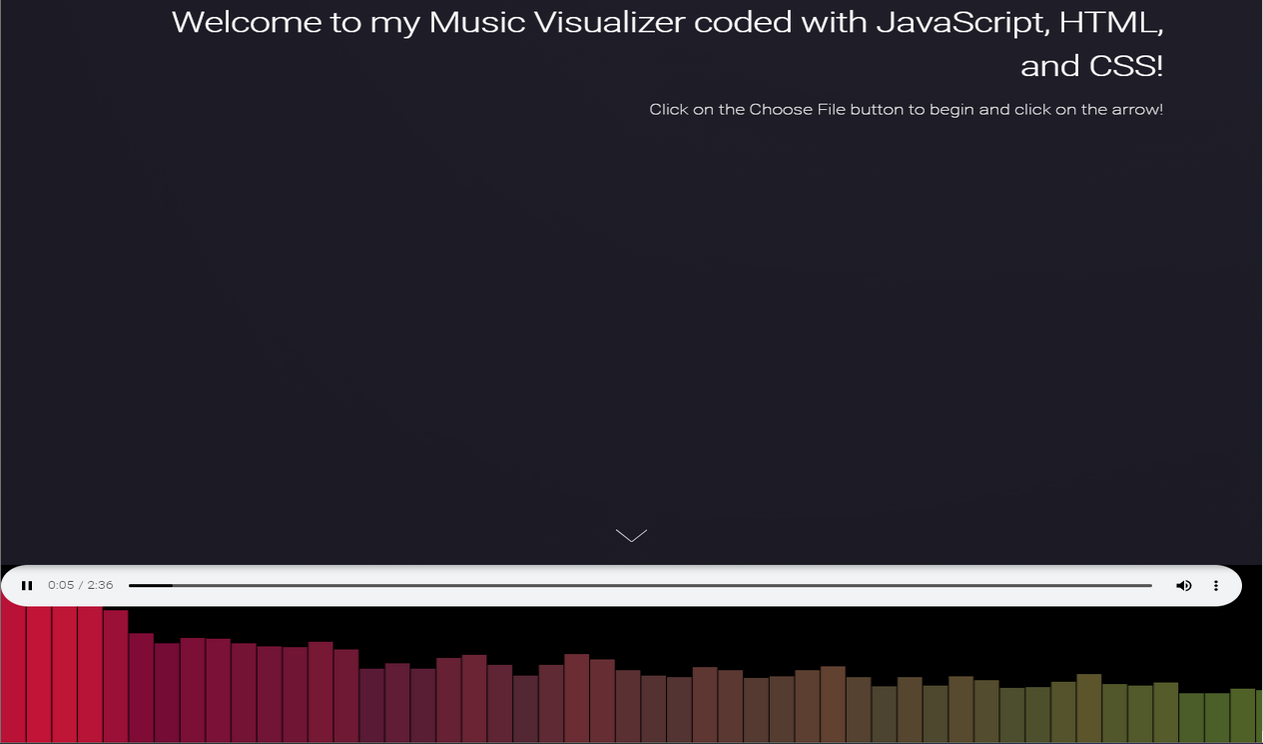 Welcome to my Music Visualizer coded with JavaScript, HTML,
and CSS!
Click on the Choose File button to begin and click on the arrow!
0:05 / 2:36